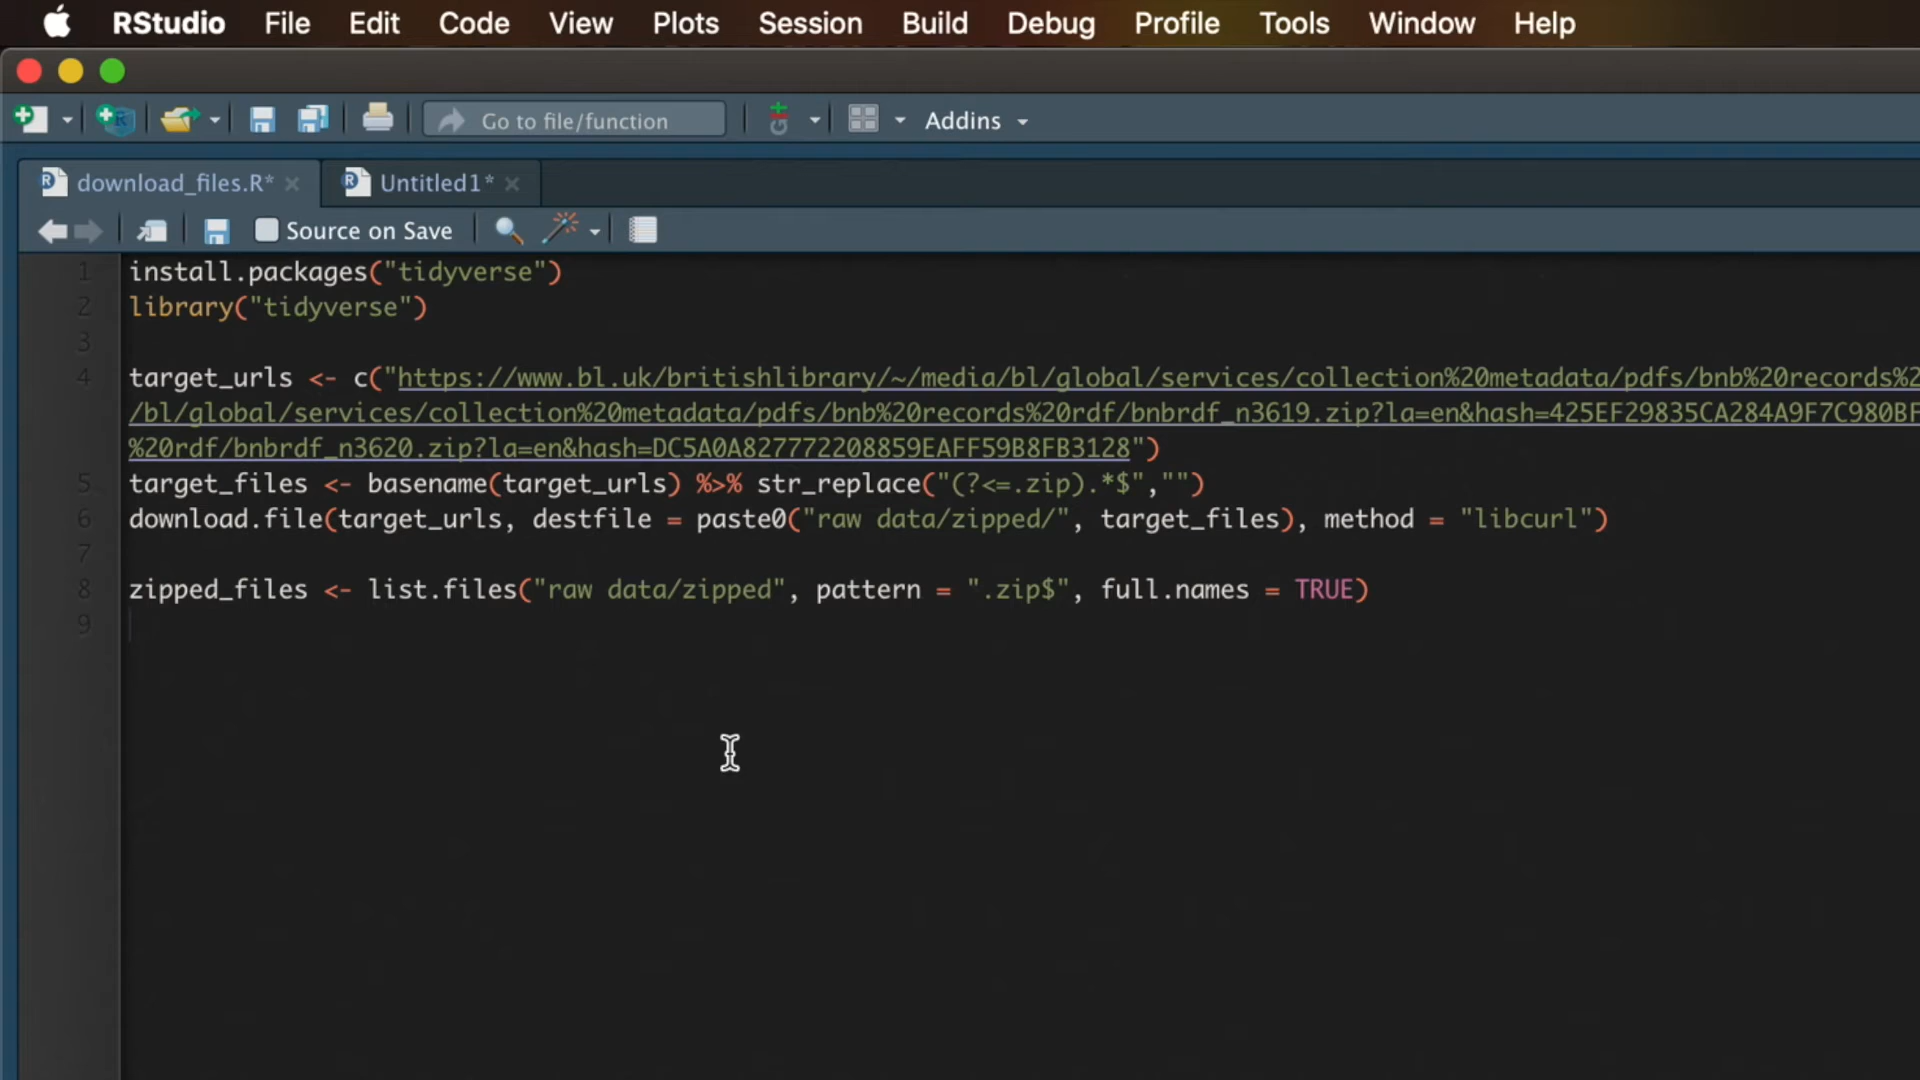 RStudio File Edit Code View Plots Session Build Debug Profile Tools Window Help
Go to file/function Addins
download_files.R* Untitled1*
Source on Save
1 install.packages("tidyverse")
2 library("tidyverse")
3
4 target_urls <- c("https://www.bl.uk/britishlibrary/~/media/bl/global/services/collection%20metadata/pdfs/bnb%20records%2
/bl/global/services/collection%20metadata/pdfs/bnb%20records%20rdf/bnbrdf_n3619.zip?la=en&hash=425EF29835CA284A9F7C980BF
%20rdf/bnbrdf_n3620.zip?la=en&hash=DC5A0A827772208859EAFF59B8FB3128")
5 target_files <- basename(target_urls) %>% str_replace("(?<=.zip).*$","")
6 download.file(target_urls, destfile = paste0("raw data/zipped/", target_files), method = "libcurl")
7
8 zipped_files <- list.files("raw data/zipped", pattern = ".zip$", full.names = TRUE)
9